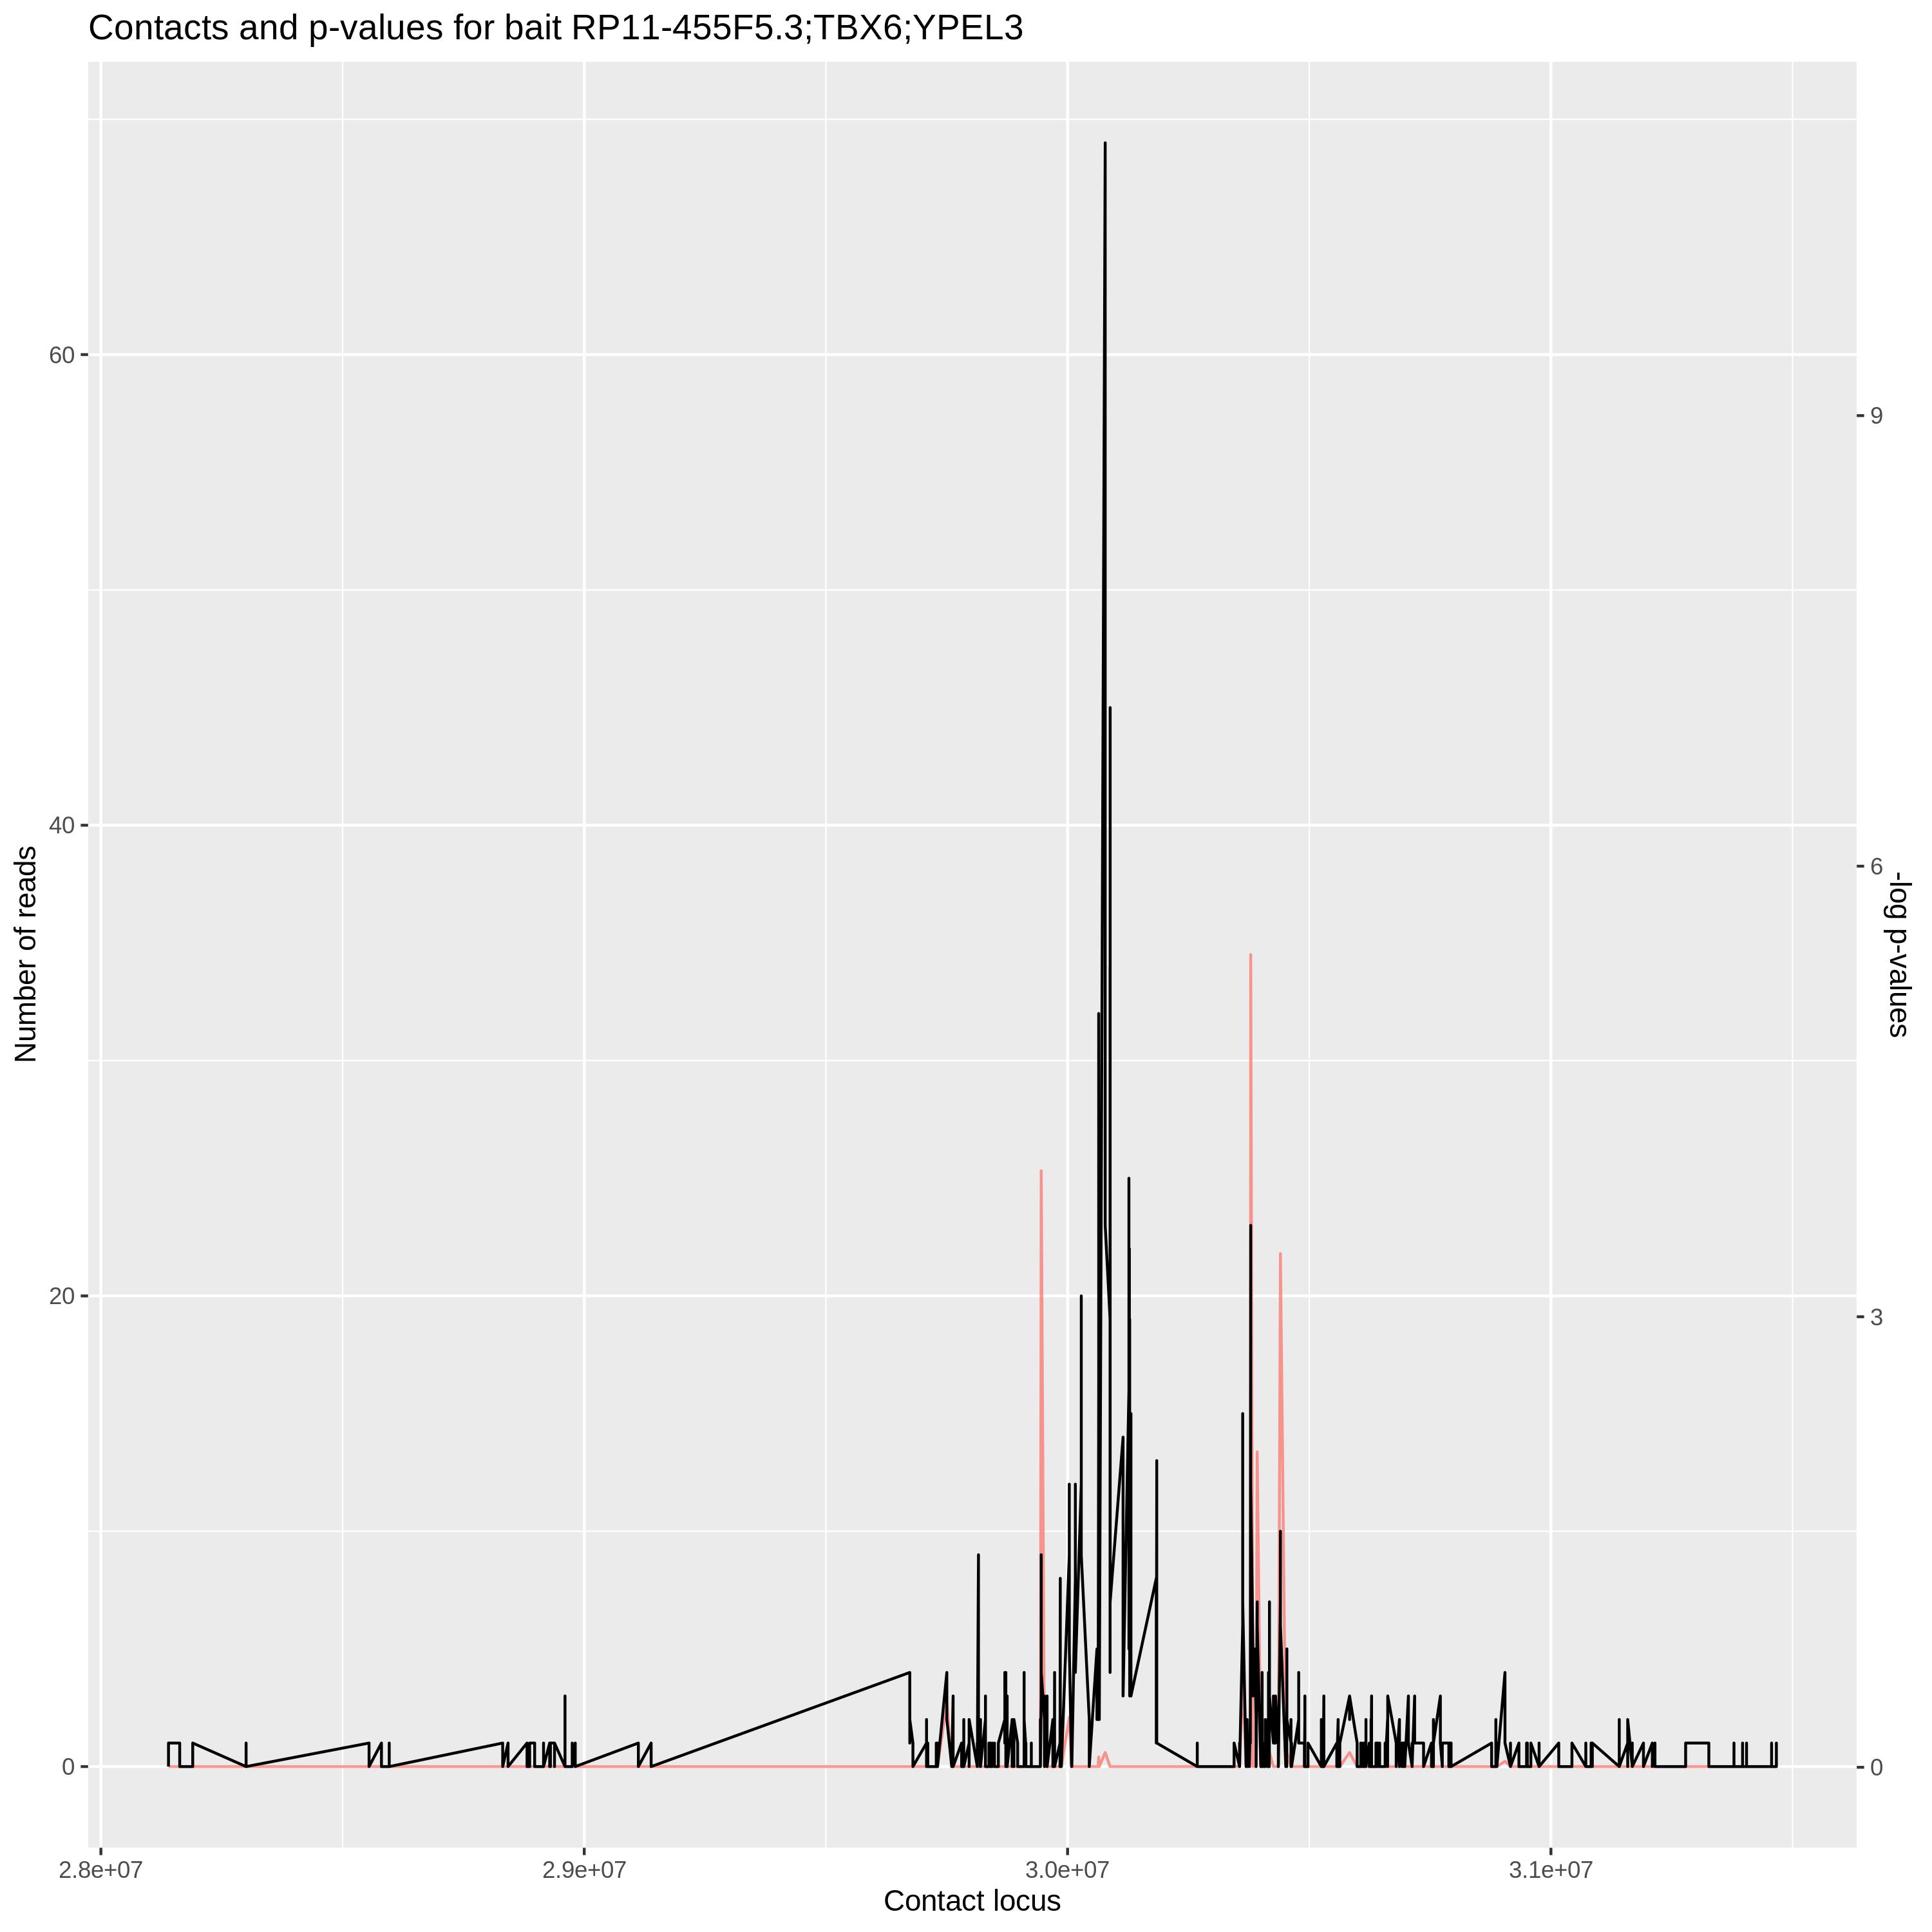 Contacts and p-values for bait RP11-455F5.3;TBX6;YPEL3
60
40
20
0
Number of reads
9
6
3
0
-log p-values
2.8e+07
2.9e+07
3.0e+07
3.1e+07
Contact locus